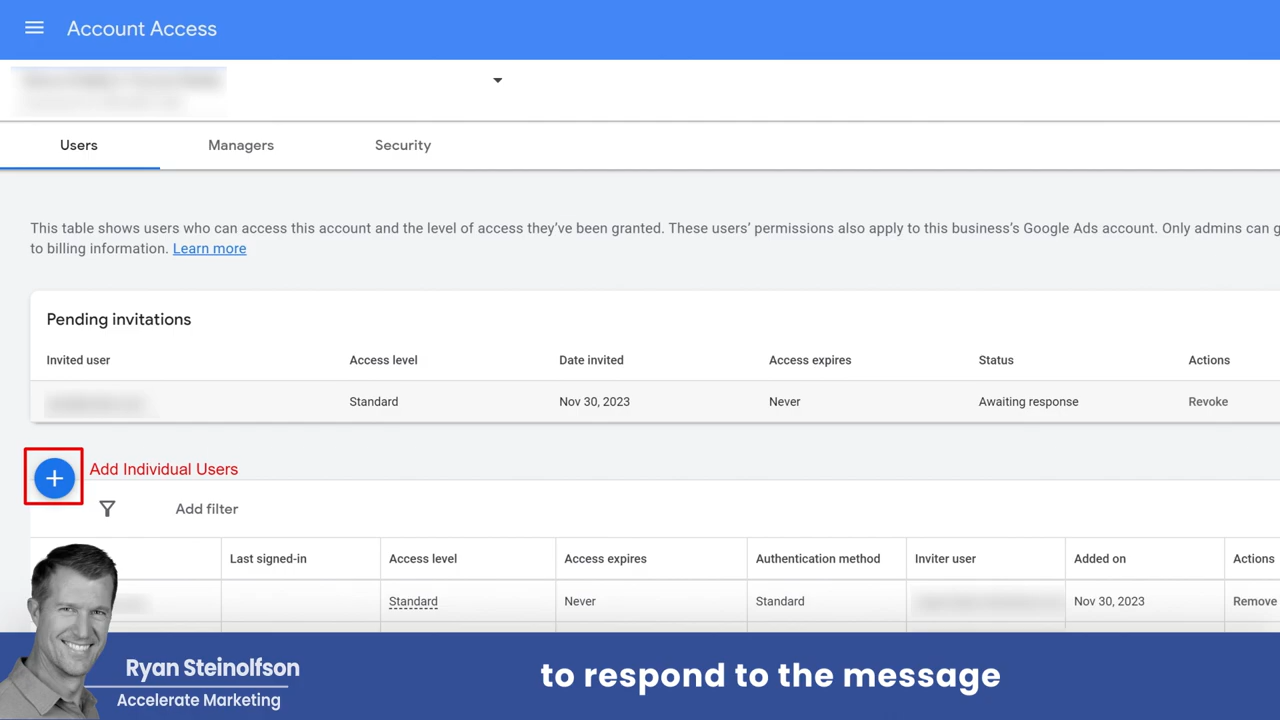 Account Access
Users Managers Security
This table shows users who can access this account and the level of access they've been granted. These users' permissions also apply to this business's Google Ads account. Only admins can g
to billing information. Learn more
Pending invitations
Invited user Access level Date invited Access expires Status Actions
Standard Nov 30, 2023 Never Awaiting response Revoke
Add Individual Users
Add filter
Last signed-in Access level Access expires Authentication method Inviter user Added on Actions
Standard Never Standard Nov 30, 2023 Remove
Ryan Steinolfson
Accelerate Marketing
to respond to the message